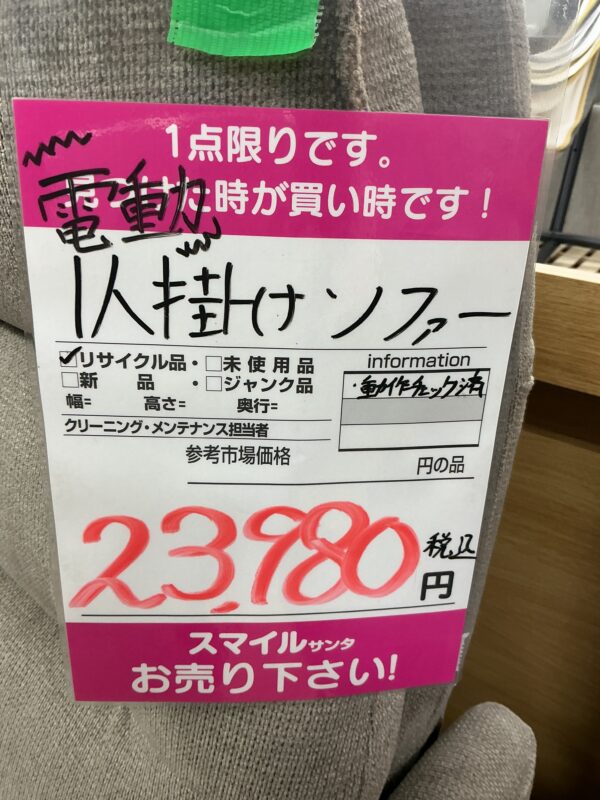 1点限りです。
見つけた時が買い時です！
電動
1人掛けソファー
☑リサイクル品・□未使用品
□新品・□ジャンク品
幅= 高さ= 奥行=
クリーニング・メンテナンス担当者
information
・動作チェック済
参考市場価格
円の品
23,980 税込
円
スマイルサンタ
お売り下さい!